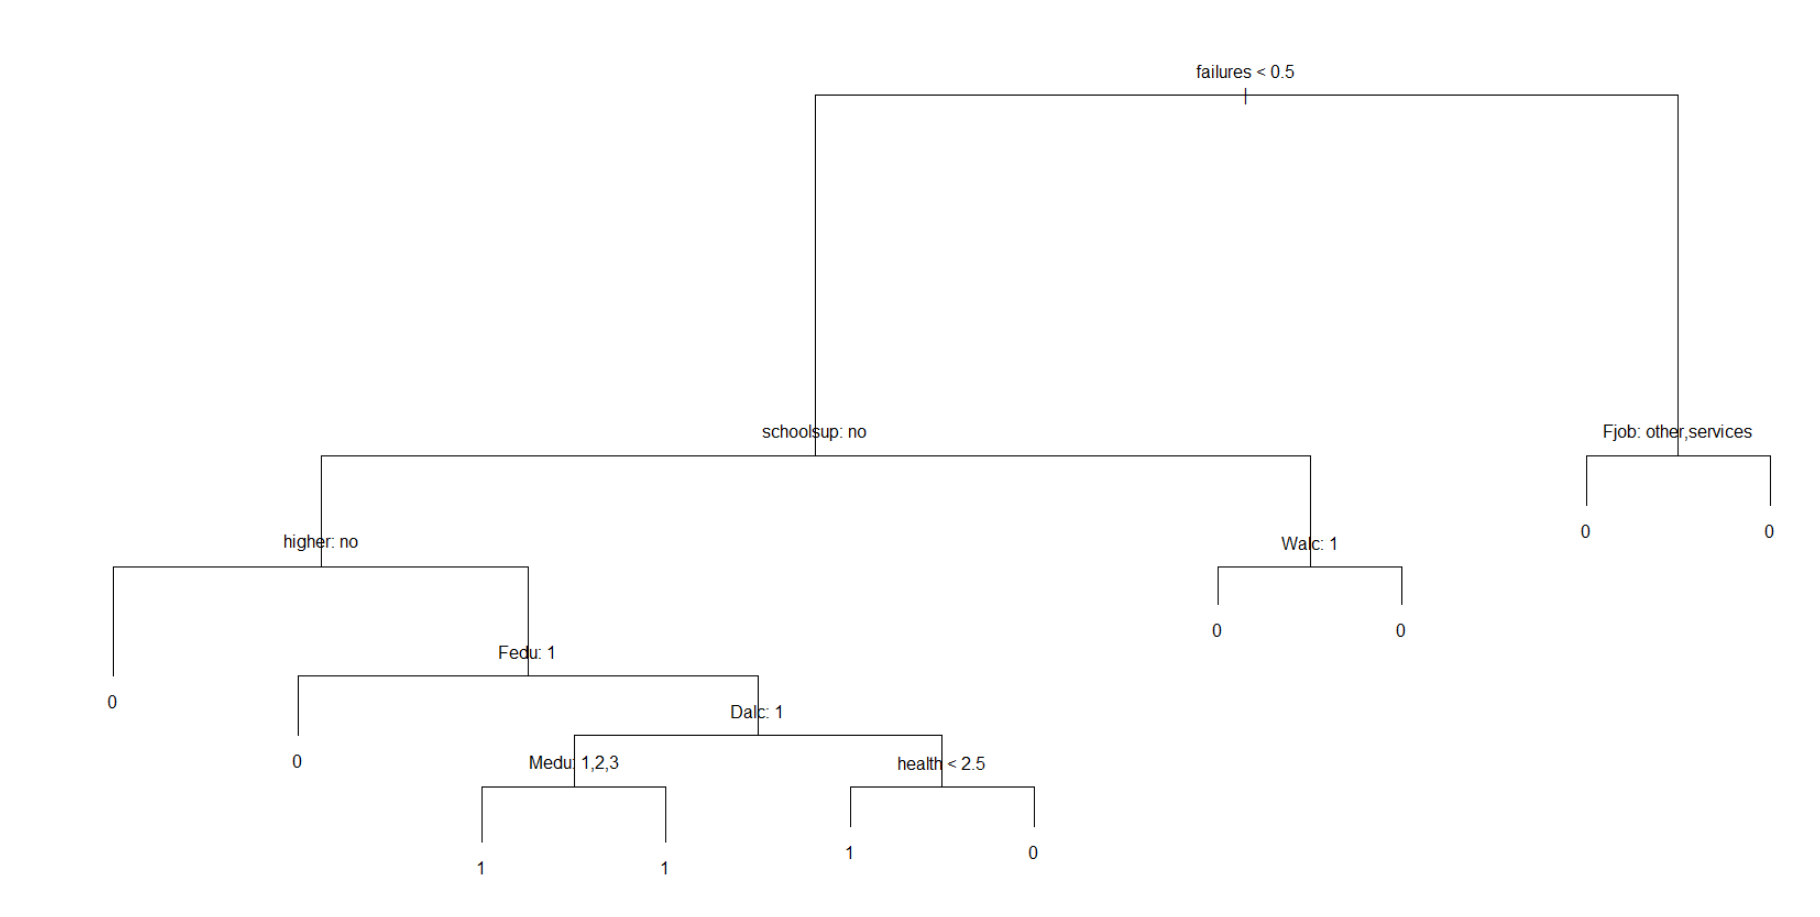 failures < 0.5
schoolsup: no
Fjob: other,services
higher: no
Walc: 1
0
0
0
0
Fedu: 1
0
Dalc: 1
0
Medu: 1,2,3
health < 2.5
1
0
1
1